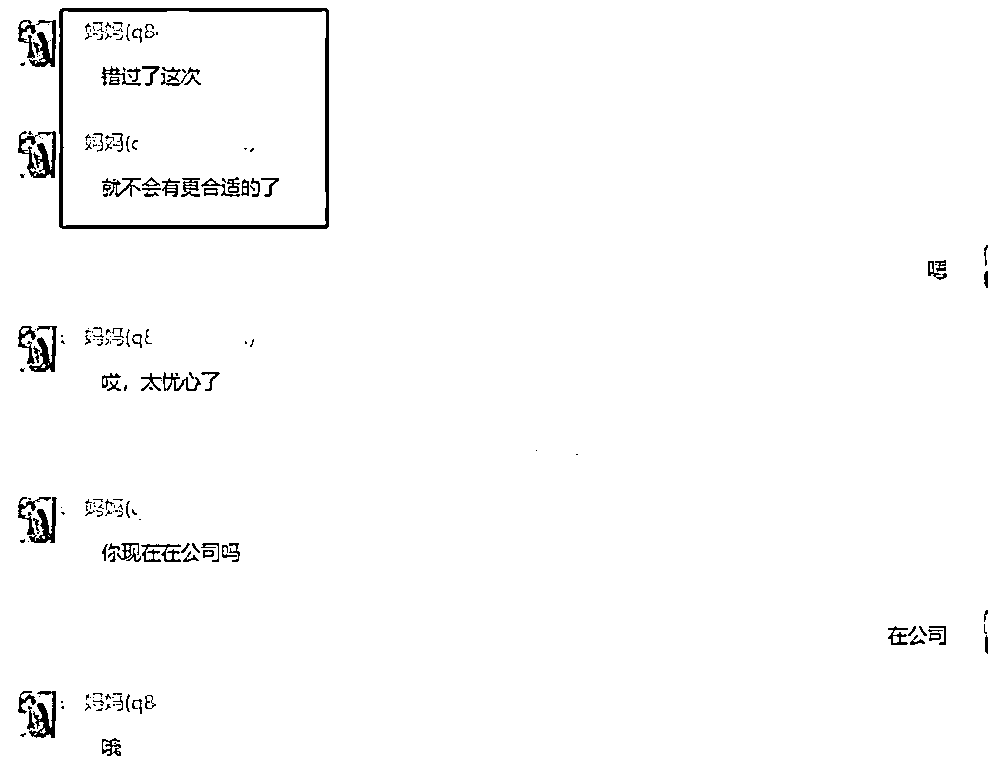 妈妈(q8
错过了这次
妈妈(
就不会有更合适的了
嗯
妈妈(q
哎，太忧心了
妈妈(
你现在在公司吗
在公司
妈妈(q8
哦